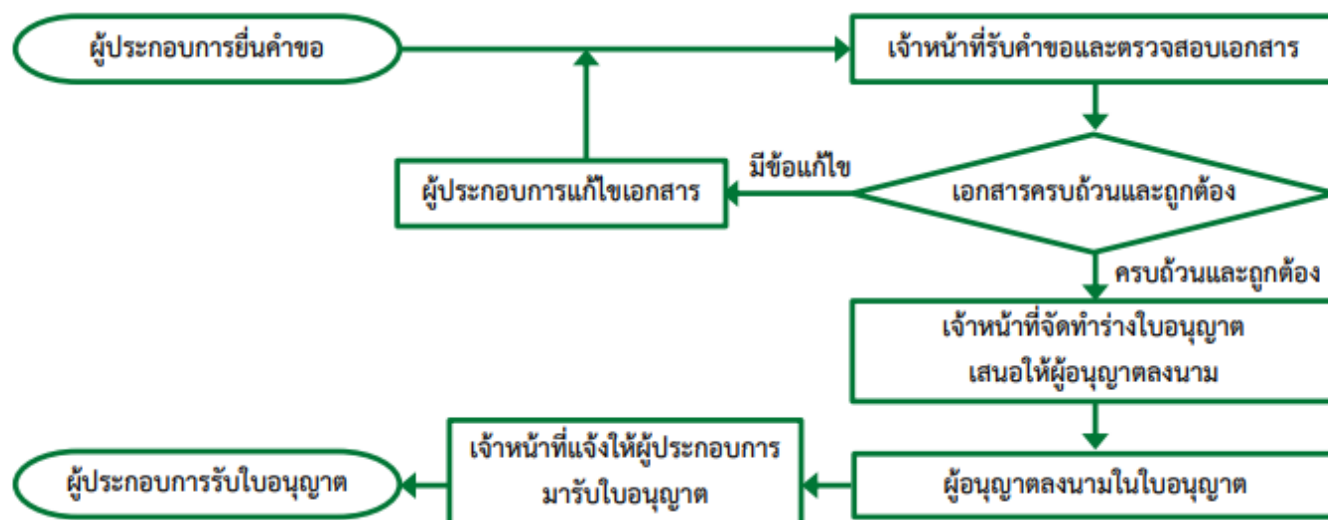 ผู้ประกอบการยื่นคำขอ
เจ้าหน้าที่รับคำขอและตรวจสอบเอกสาร
มีข้อแก้ไข
ผู้ประกอบการแก้ไขเอกสาร
เอกสารครบถ้วนและถูกต้อง
ครบถ้วนและถูกต้อง
เจ้าหน้าที่จัดทำร่างใบอนุญาต
เสนอให้ผู้อนุญาตลงนาม
ผู้อนุญาตลงนามในใบอนุญาต
เจ้าหน้าที่แจ้งให้ผู้ประกอบการ
มารับใบอนุญาต
ผู้ประกอบการรับใบอนุญาต